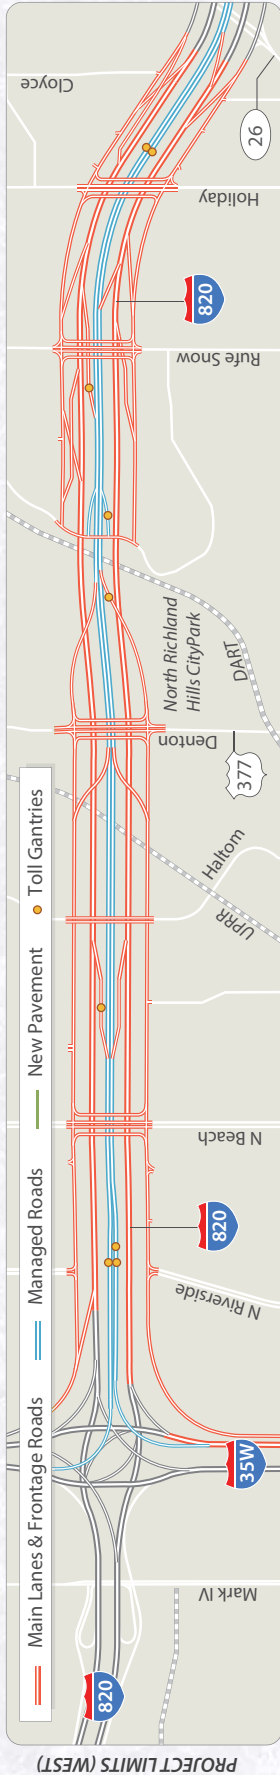 PROJECT LIMITS (WEST)
Main Lanes & Frontage Roads
Managed Roads
New Pavement
Toll Gantries
820
Mark IV
35W
N Riverside
820
N Beach
UPRR
Haltom
377
Denton
North Richland
Hills CityPark
DART
Rufe Snow
820
Holiday
26
Cloyce